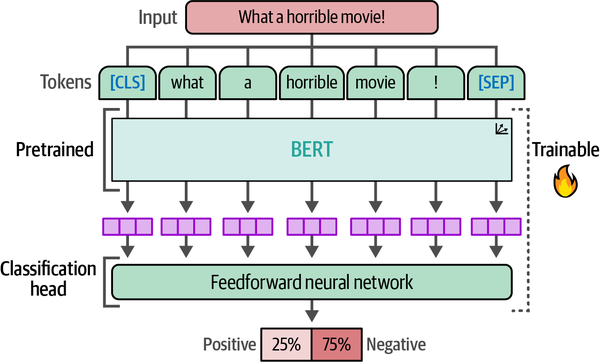 Input What a horrible movie!
Tokens [CLS] what a horrible movie ! [SEP]
Pretrained BERT Trainable
Classification
head
Feedforward neural network
Positive 25% 75% Negative